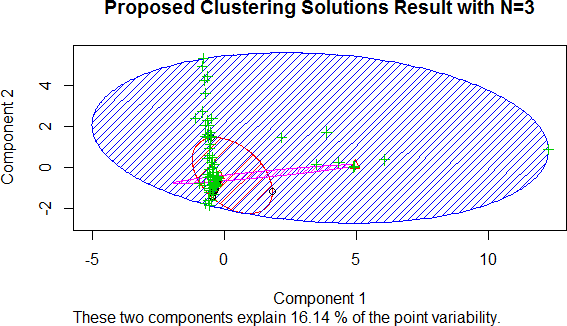 Proposed Clustering Solutions Result with N=3
Component 2
4
2
0
-2
-5
0
5
10
Component 1
These two components explain 16.14 % of the point variability.